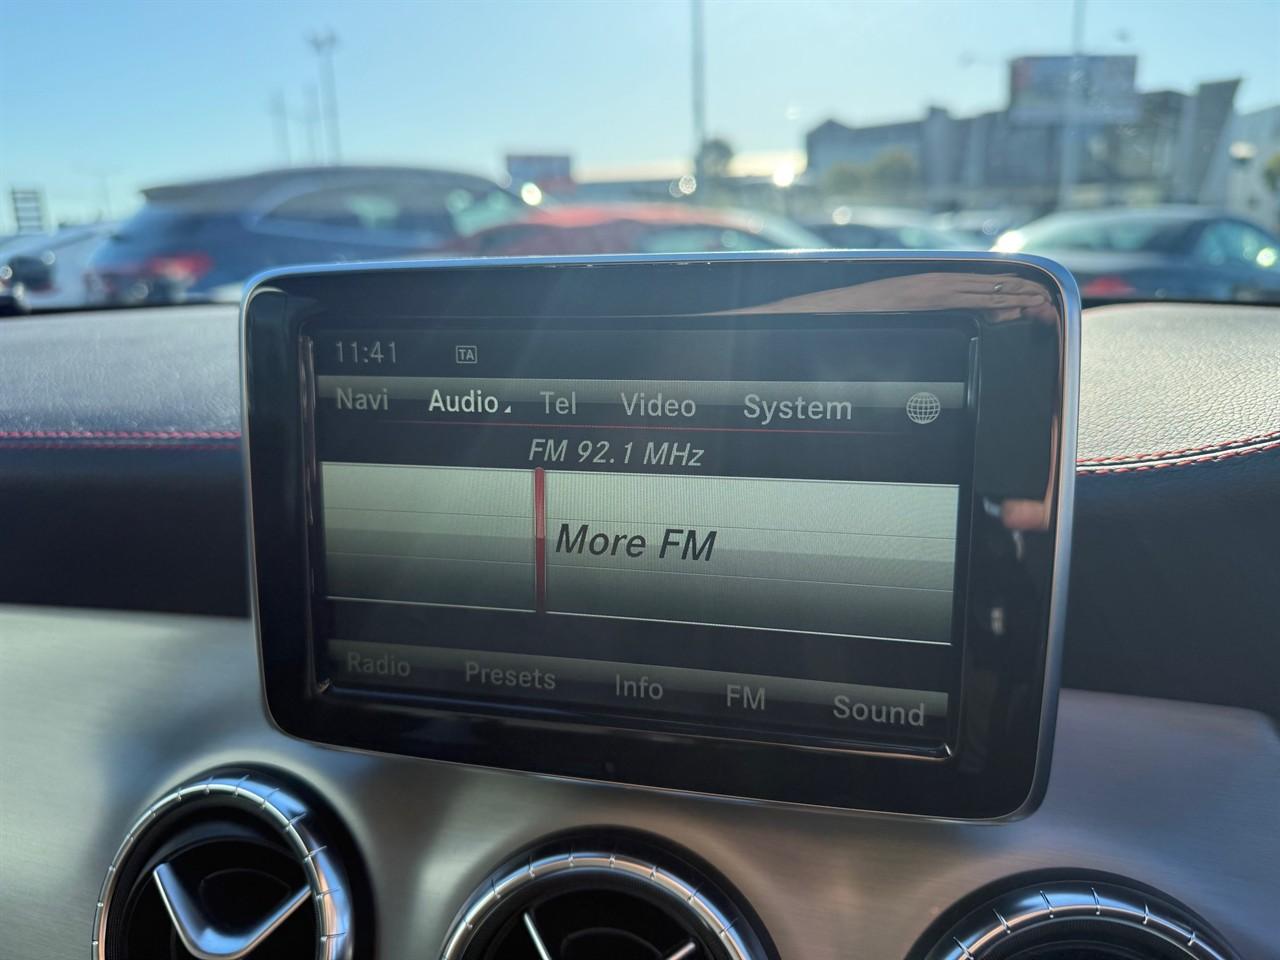 11:41 TA
Navi Audio Tel Video System
FM 92.1 MHz
More FM
Radio Presets Info FM Sound